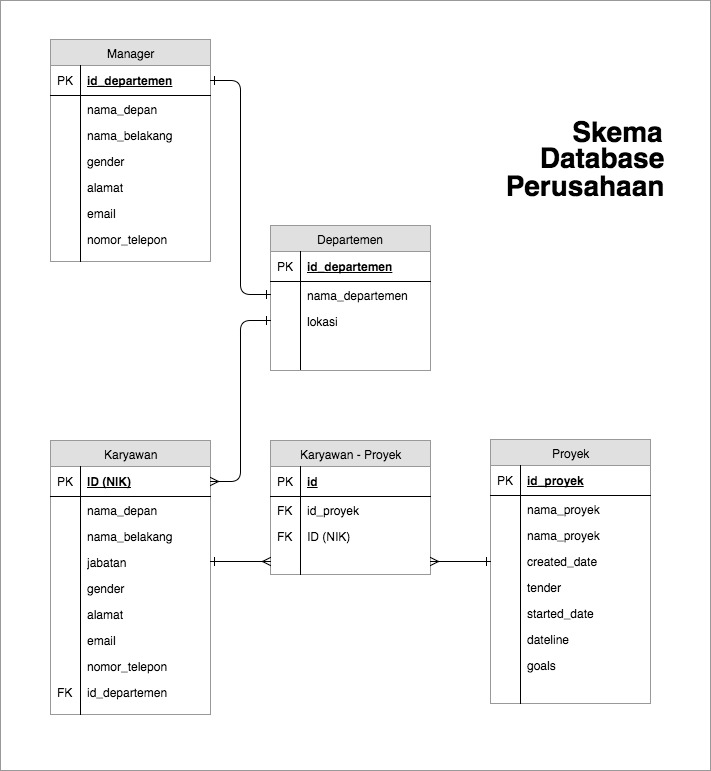 Manager
PK id_departemen
nama_depan
nama_belakang
gender
alamat
email
nomor_telepon
Skema
Database
Perusahaan
Departemen
PK id_departemen
nama_departemen
lokasi
Karyawan
PK ID (NIK)
nama_depan
nama_belakang
jabatan
gender
alamat
email
nomor_telepon
FK id_departemen
Karyawan - Proyek
PK id
FK id_proyek
FK ID (NIK)
Proyek
PK id_proyek
nama_proyek
nama_proyek
created_date
tender
started_date
dateline
goals